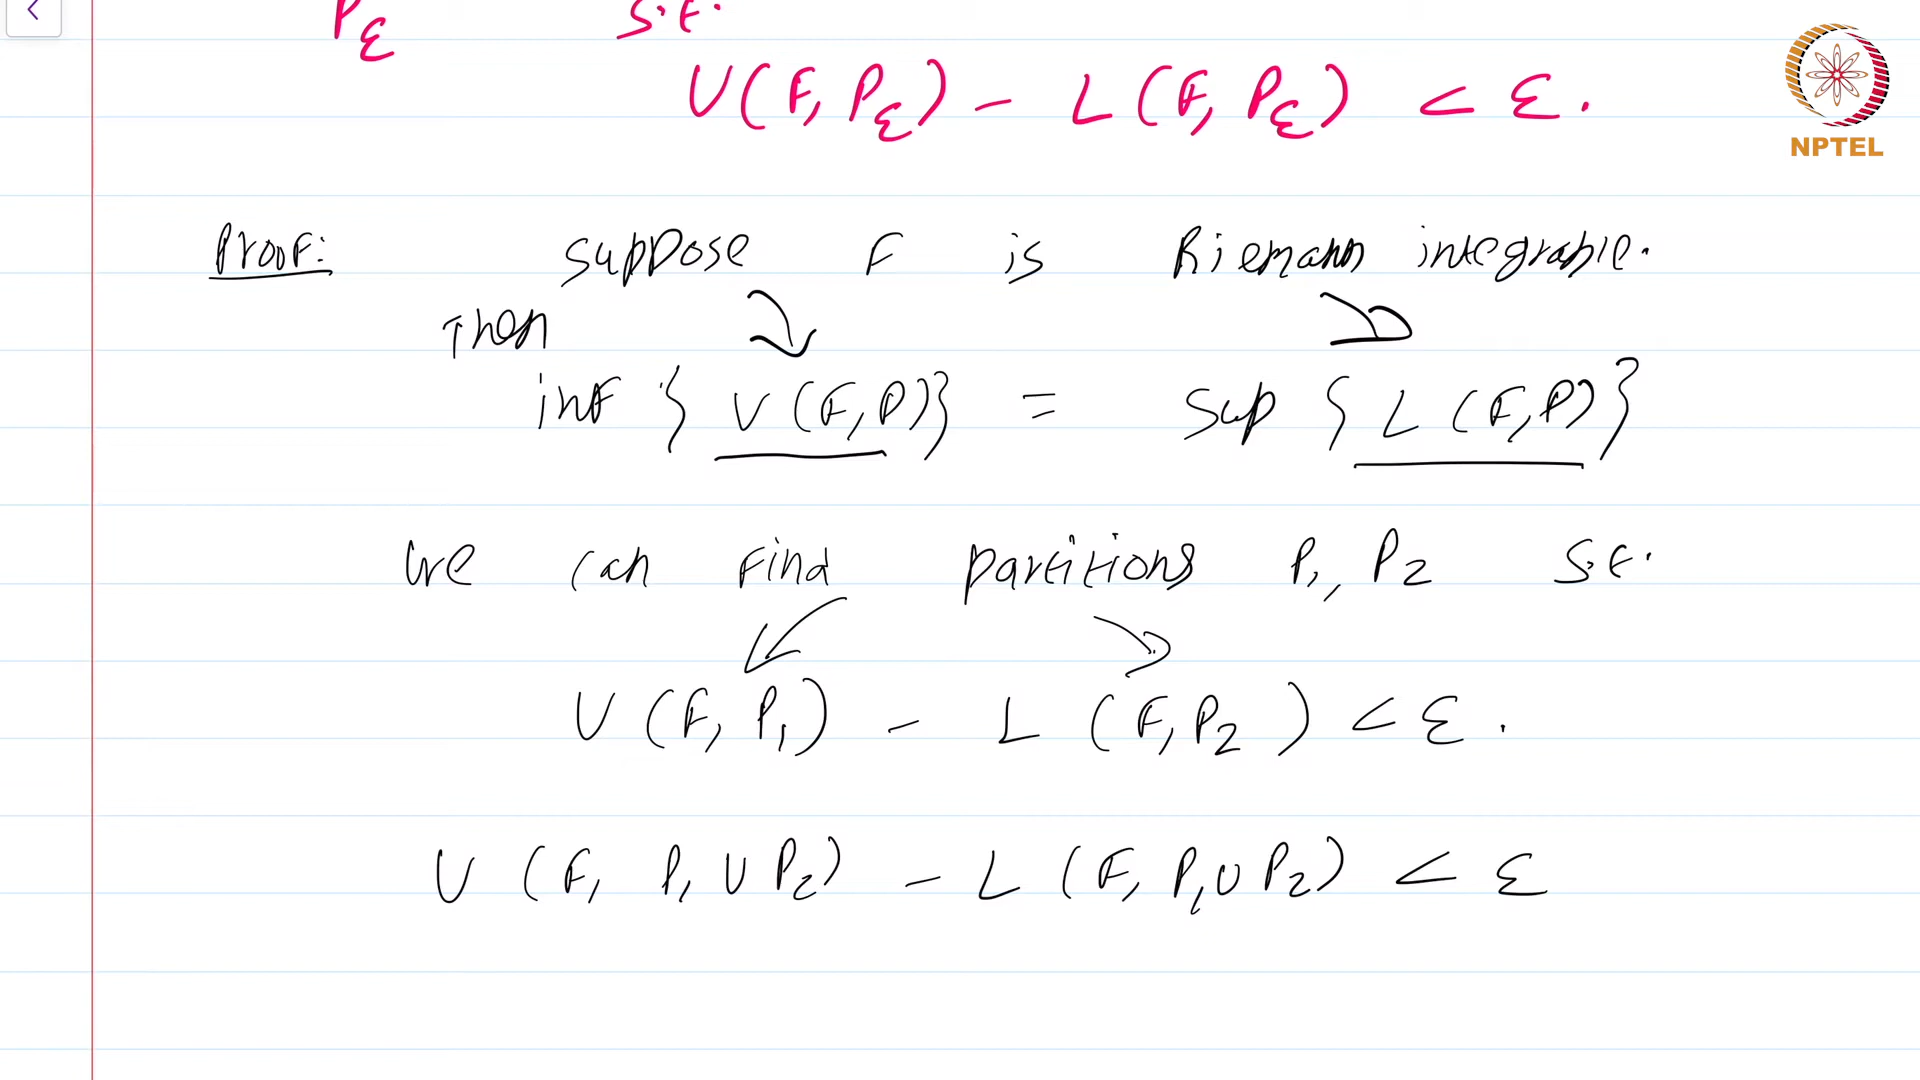 P_ε s.t.
U(F, P_ε) - L(F, P_ε) < ε.
NPTEL
Proof: Suppose F is Riemann integrable.
Then
inf { U(F,P)} = sup { L(F,P)}
We can find partitions P₁, P₂ s.t.
U(F, P₁) - L(F, P₂) < ε.
U(F, P₁ ∪ P₂) - L(F, P₁ ∪ P₂) < ε